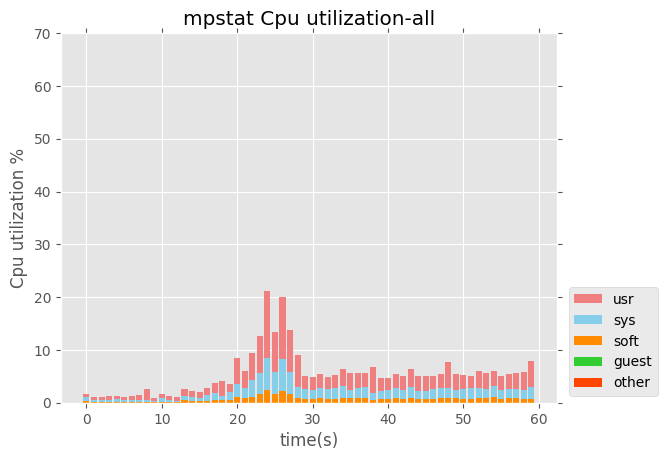 mpstat Cpu utilization-all
Cpu utilization %
70
60
50
40
30
20
10
0
0 10 20 30 40 50 60
time(s)
usr
sys
soft
guest
other